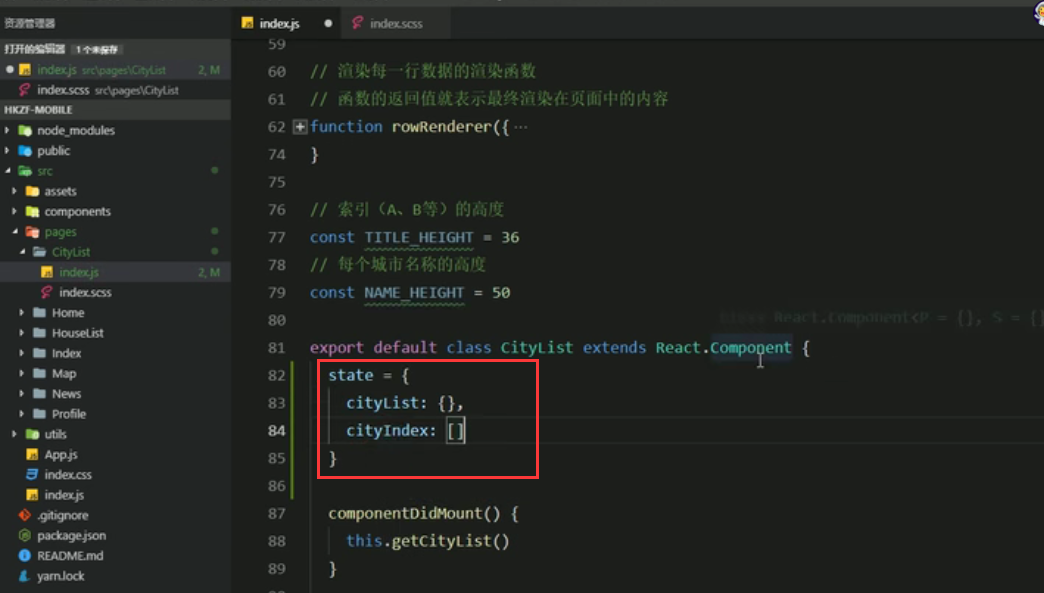 资源管理器
打开的编辑器 1 个未保存
index.js src\pages\CityList 2, M
index.scss src\pages\CityList
HKZF-MOBILE
node_modules
public
src
assets
components
pages
CityList
index.js 2, M
index.scss
Home
HouseList
Index
Map
News
Profile
utils
App.js
index.css
index.js
.gitignore
package.json
README.md
yarn.lock
index.js
index.scss
59
60 // 渲染每一行数据的渲染函数
61 // 函数的返回值就表示最终渲染在页面中的内容
62 function rowRenderer({ ...
74 }
75
76 // 索引（A、B等）的高度
77 const TITLE_HEIGHT = 36
78 // 每个城市名称的高度
79 const NAME_HEIGHT = 50
80
class React.Component<P = {}, S = {}
81 export default class CityList extends React.Component {
82 state = {
83 cityList: {},
84 cityIndex: []
85 }
86
87 componentDidMount() {
88 this.getCityList()
89 }